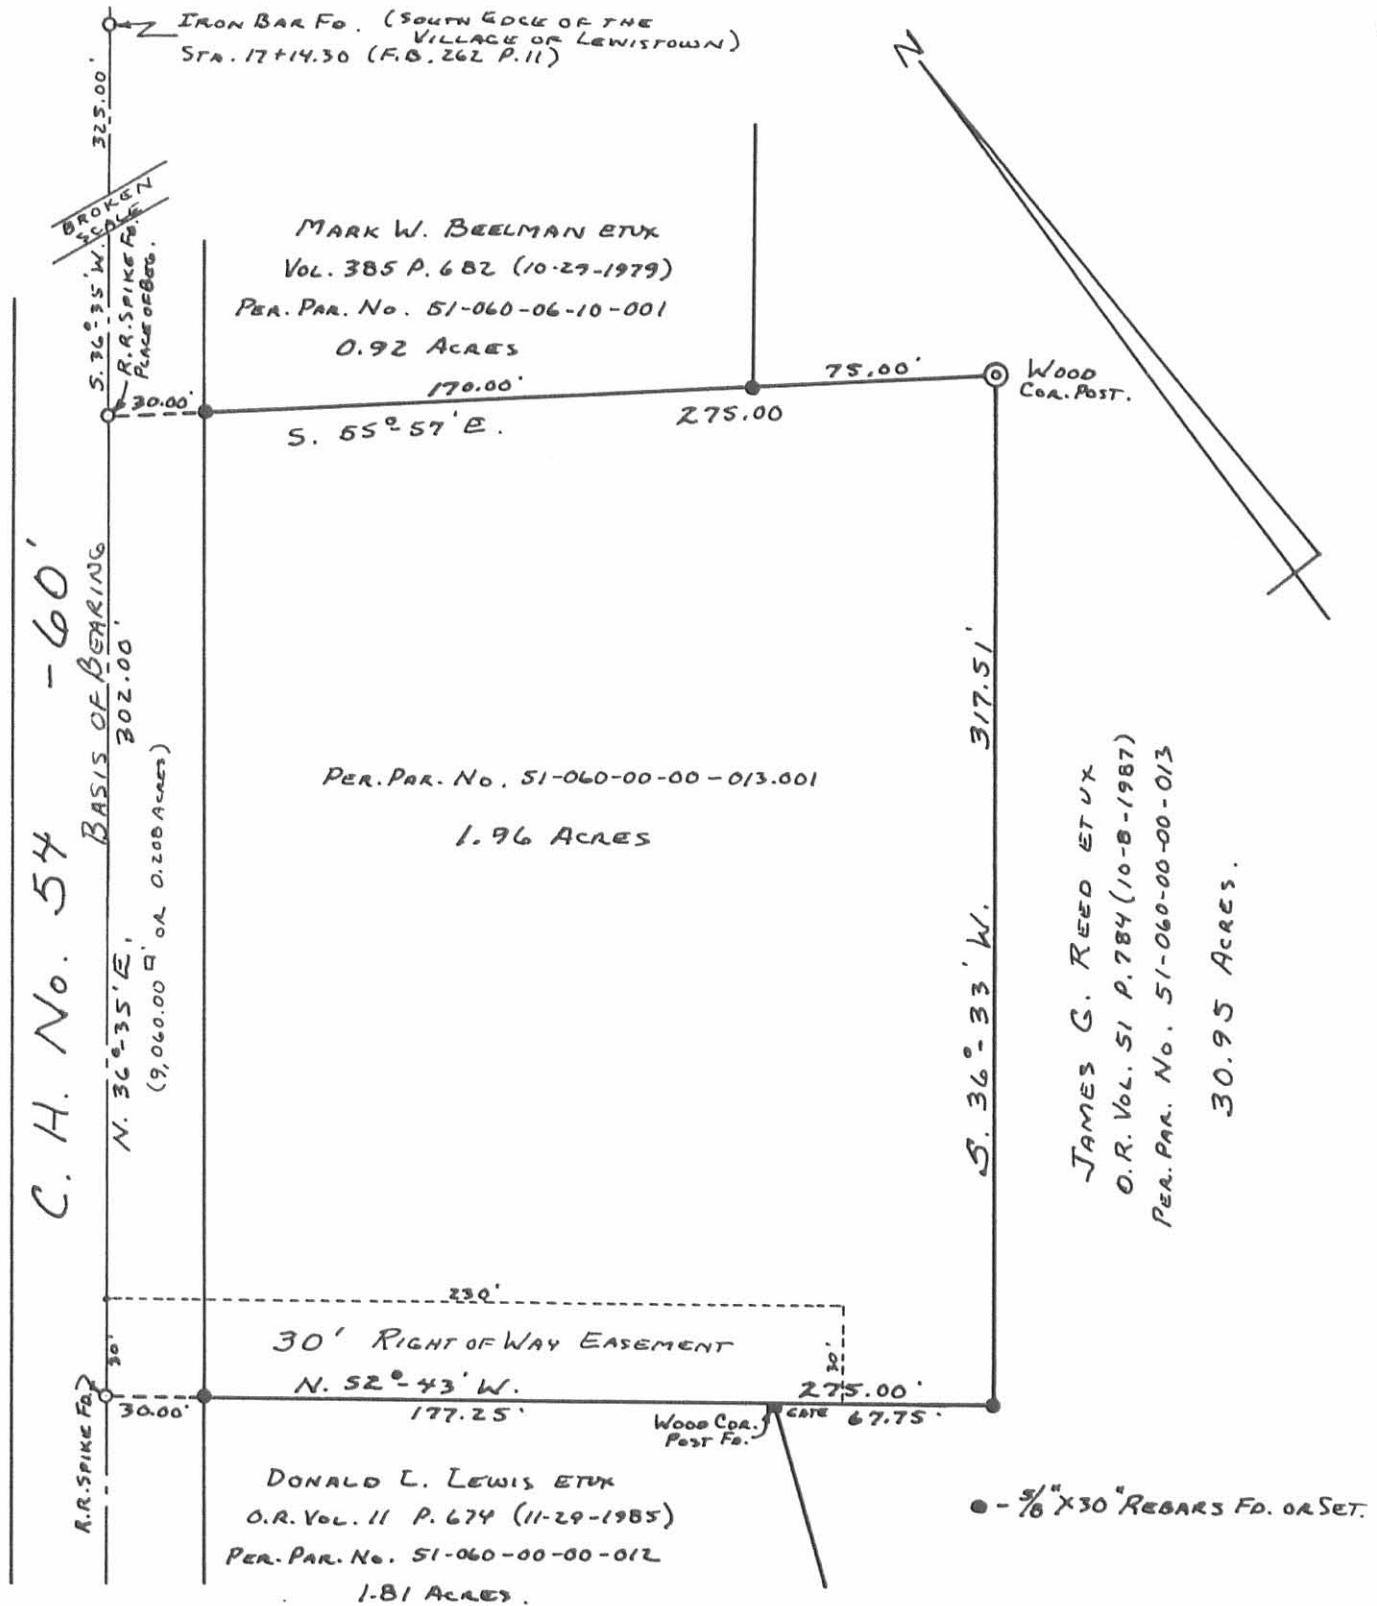 IRON BAR FD. (SOUTH EDGE OF THE
VILLAGE OF LEWISTOWN)
STA. 17+14.30 (F.B. 262 P.11)
N
325.00'
BROKEN
SCALE
S. 36°-35' W.
R.R. SPIKE FD.
PLACE OF BEG.
MARK W. BEELMAN ETUX
VOL. 385 P. 682 (10-29-1979)
PER. PAR. NO. 51-060-06-10-001
0.92 ACRES
30.00'
170.00'
75.00'
WOOD
COR. POST.
S. 55°-57' E.
275.00
C. H. No. 54 - 60'
BASIS OF BEARING
N. 36°-35' E.
302.00'
(9,060.00 □' OR 0.208 ACRES)
PER. PAR. NO. 51-060-00-00-013.001
1.96 ACRES
S. 36°-33' W.
317.51'
JAMES G. REED ET UX
O.R. VOL. 51 P. 784 (10-8-1987)
PER. PAR. NO. 51-060-00-00-013
30.95 ACRES.
230'
30'
30' RIGHT OF WAY EASEMENT
30'
N. 52°-43' W.
275.00'
R.R. SPIKE FD.
30.00'
177.25'
WOOD COR.
POST FD.
GATE
67.75'
DONALD L. LEWIS ETUX
O.R. VOL. 11 P. 674 (11-29-1985)
PER. PAR. NO. 51-060-00-00-012
1.81 ACRES.
● - 5/8" X 30" REBARS FD. OR SET.